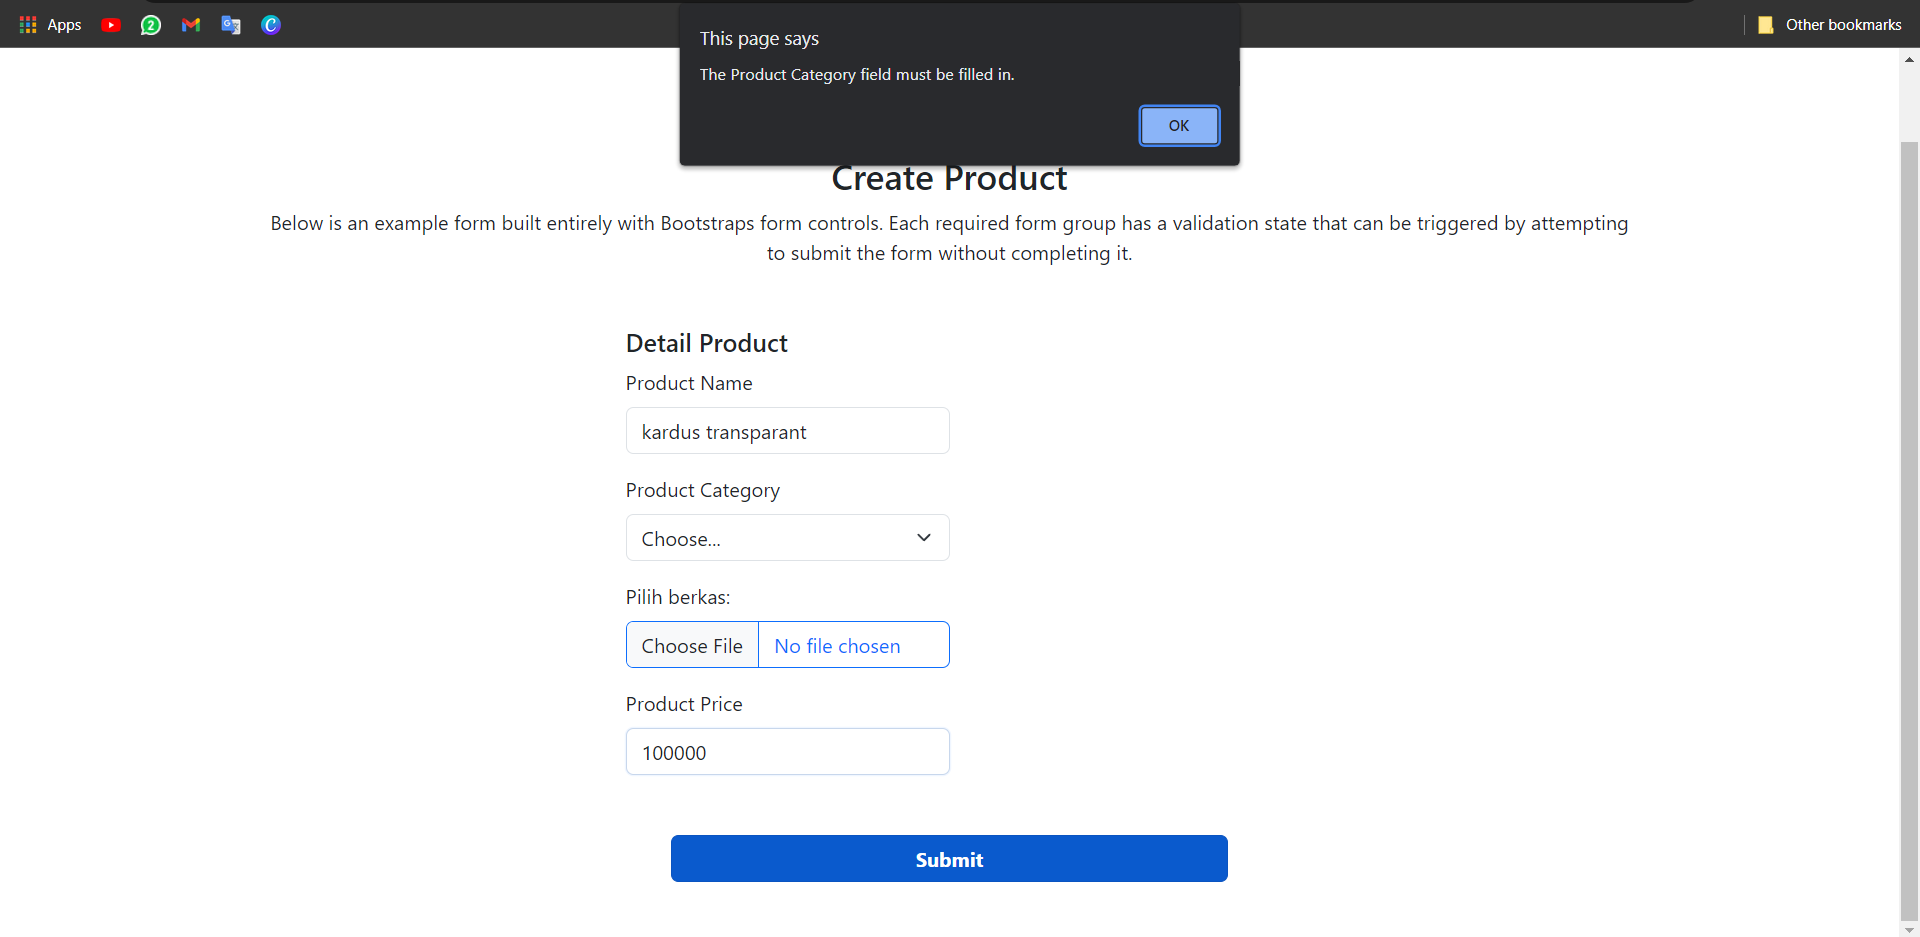 Apps
2
Other bookmarks
This page says
The Product Category field must be filled in.
OK
Create Product
Below is an example form built entirely with Bootstraps form controls. Each required form group has a validation state that can be triggered by attempting
to submit the form without completing it.
Detail Product
Product Name
kardus transparant
Product Category
Choose...
Pilih berkas:
Choose File No file chosen
Product Price
100000
Submit